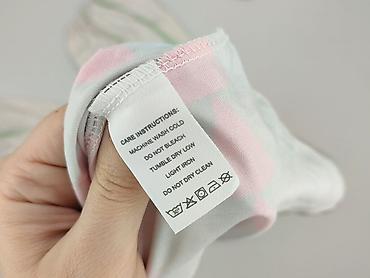 CARE INSTRUCTIONS:
MACHINE WASH COLD
DO NOT BLEACH
TUMBLE DRY LOW
LIGHT IRON
DO NOT DRY CLEAN